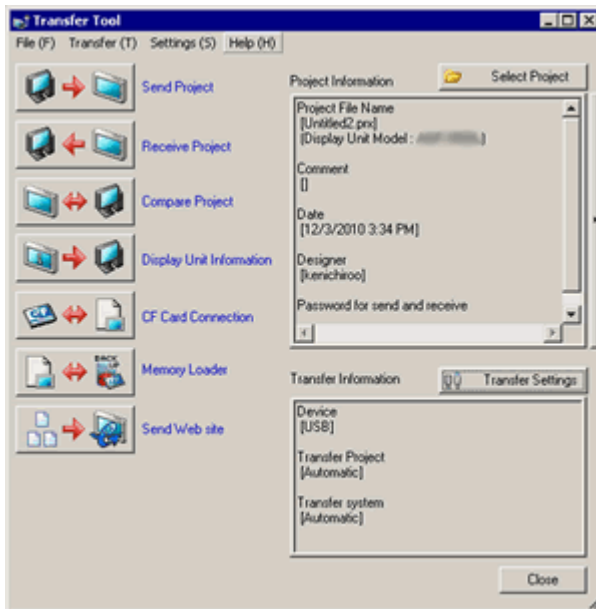 Transfer Tool
File (F) Transfer (T) Settings (S) Help (H)
Send Project
Receive Project
Compare Project
Display Unit Information
CF Card Connection
Memory Loader
BACK UP
Send Web site
Project Information
Select Project
Project File Name
[Untitled2.prx]
(Display Unit Model : )
Comment
[]
Date
[12/3/2010 3:34 PM]
Designer
[kenichiroo]
Password for send and receive
Transfer Information
Transfer Settings
Device
[USB]
Transfer Project
[Automatic]
Transfer system
[Automatic]
Close